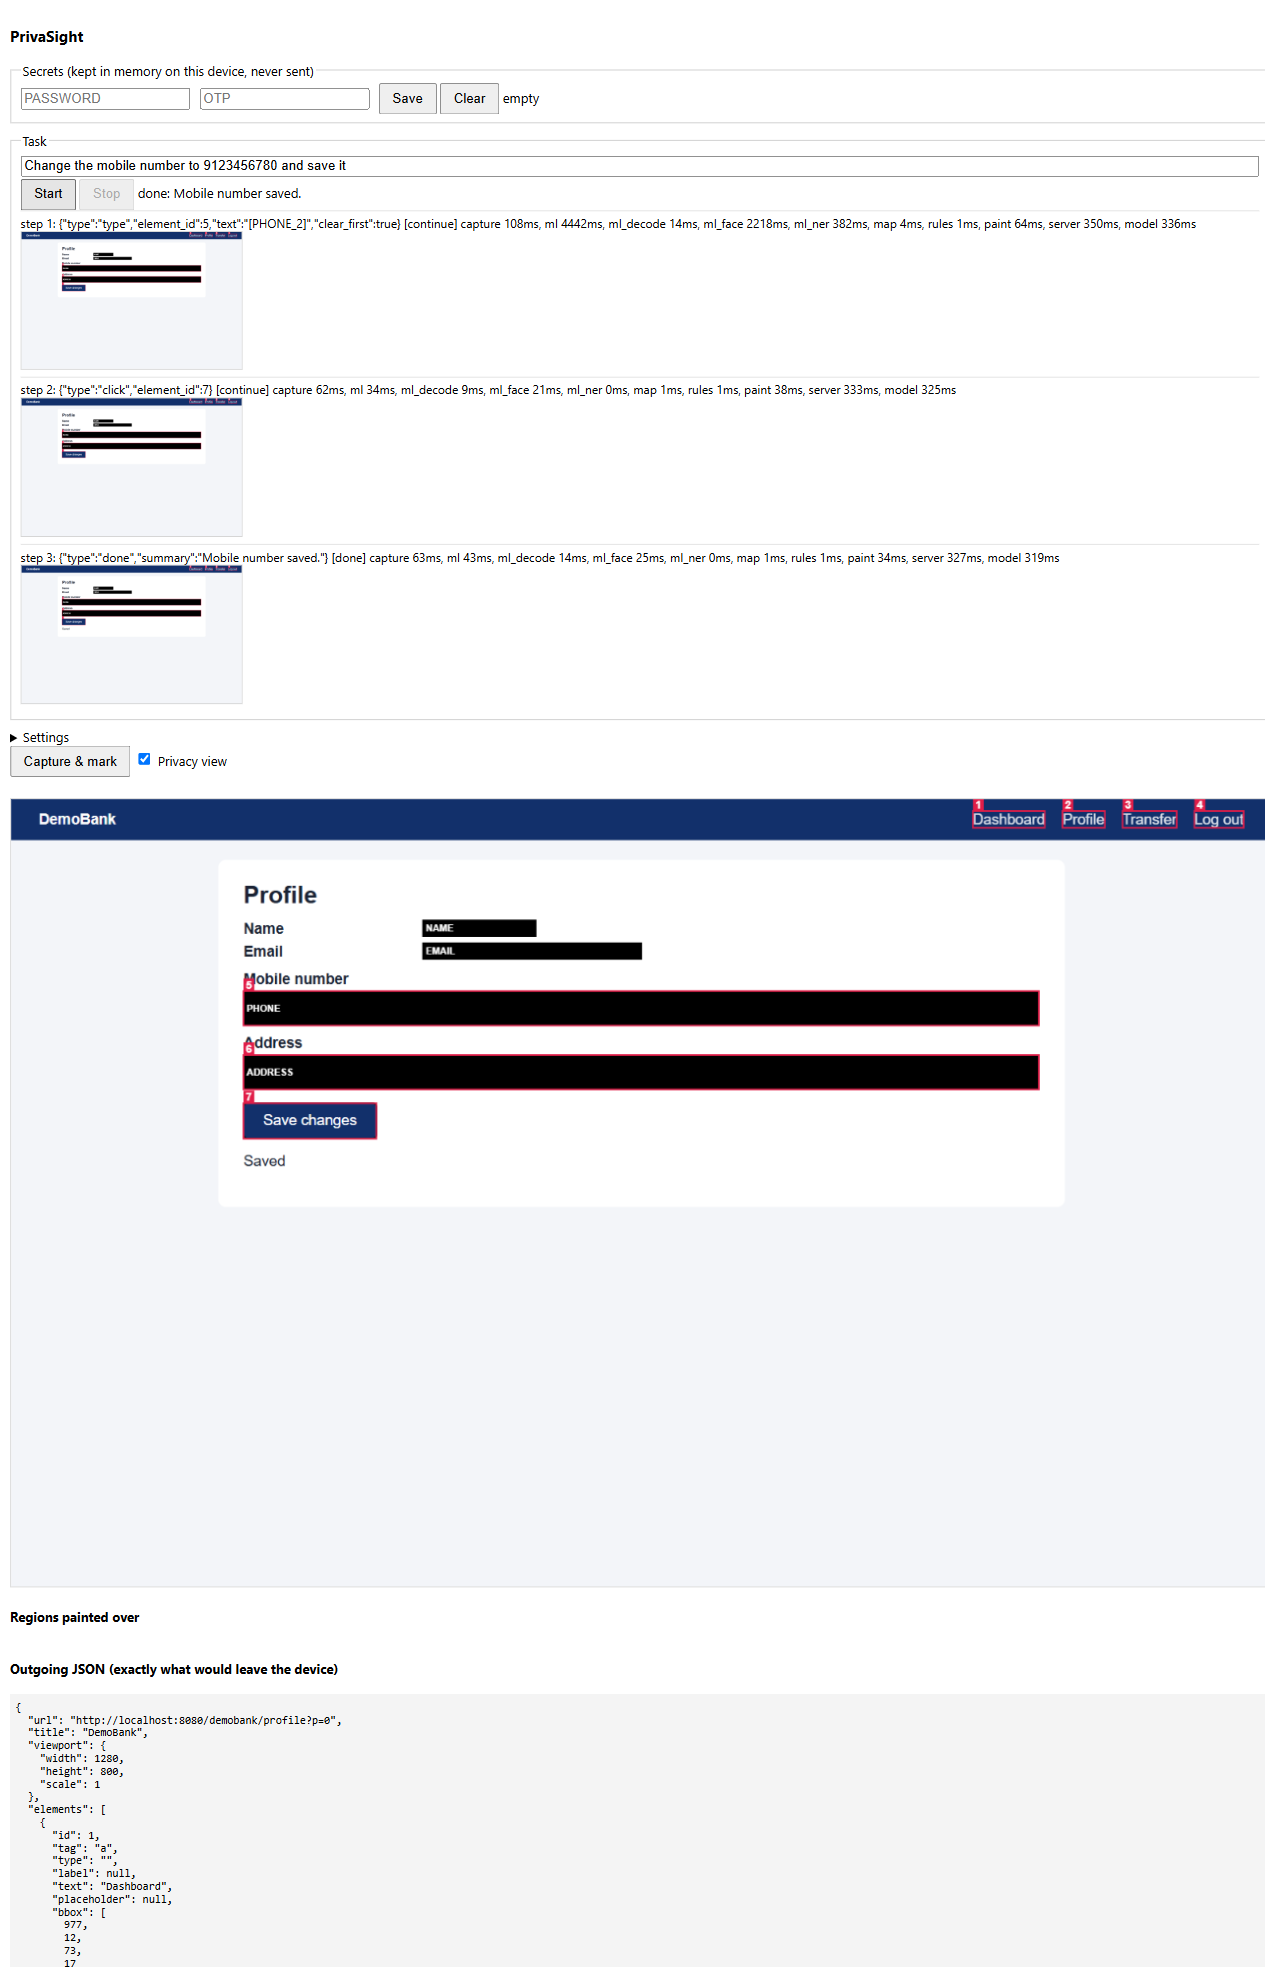 PrivaSight
Secrets (kept in memory on this device, never sent)
PASSWORD OTP Save Clear empty
Task
Change the mobile number to 9123456780 and save it
Start Stop done: Mobile number saved.
step 1: {"type":"type","element_id":5,"text":"[PHONE_2]","clear_first":true} [continue] capture 108ms, ml 4442ms, ml_decode 14ms, ml_face 2218ms, ml_ner 382ms, map 4ms, rules 1ms, paint 64ms, server 350ms, model 336ms
Profile
step 2: {"type":"click","element_id":7} [continue] capture 62ms, ml 34ms, ml_decode 9ms, ml_face 21ms, ml_ner 0ms, map 1ms, rules 1ms, paint 38ms, server 333ms, model 325ms
Profile
step 3: {"type":"done","summary":"Mobile number saved."} [done] capture 63ms, ml 43ms, ml_decode 14ms, ml_face 25ms, ml_ner 0ms, map 1ms, rules 1ms, paint 34ms, server 327ms, model 319ms
Profile
▶ Settings
Capture & mark Privacy view
DemoBank 1 Dashboard 2 Profile 3 Transfer 4 Log out
Profile
Name NAME
Email EMAIL
Mobile number
5
PHONE
Address
6
ADDRESS
7
Save changes
Saved
Regions painted over
Outgoing JSON (exactly what would leave the device)
{
"url": "http://localhost:8080/demobank/profile?p=0",
"title": "DemoBank",
"viewport": {
"width": 1280,
"height": 800,
"scale": 1
},
"elements": [
{
"id": 1,
"tag": "a",
"type": "",
"label": null,
"text": "Dashboard",
"placeholder": null,
"bbox": [
977,
12,
73,
17